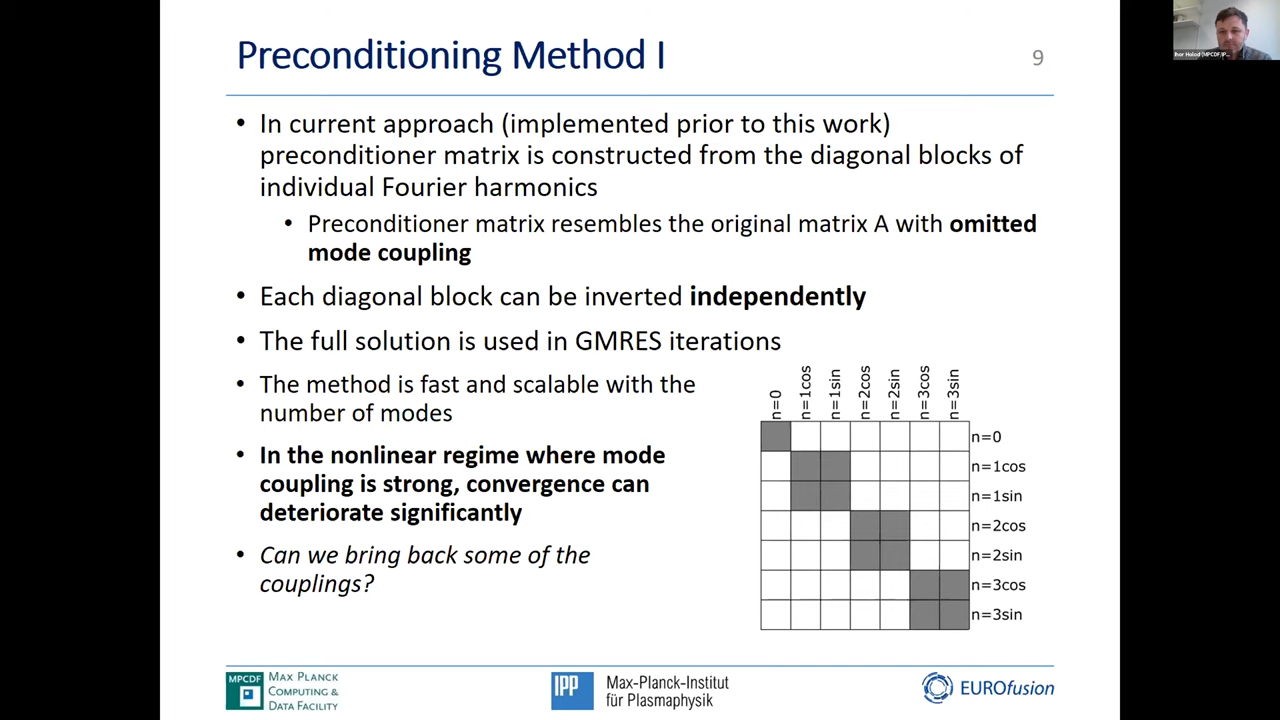 Preconditioning Method I
9
• In current approach (implemented prior to this work)
preconditioner matrix is constructed from the diagonal blocks of
individual Fourier harmonics
• Preconditioner matrix resembles the original matrix A with omitted
mode coupling
• Each diagonal block can be inverted independently
• The full solution is used in GMRES iterations
• The method is fast and scalable with the
number of modes
• In the nonlinear regime where mode
coupling is strong, convergence can
deteriorate significantly
• Can we bring back some of the
couplings?
n=0
n=1cos
n=1sin
n=2cos
n=2sin
n=3cos
n=3sin
n=0
n=1cos
n=1sin
n=2cos
n=2sin
n=3cos
n=3sin
MPCDF
MAX PLANCK
COMPUTING &
DATA FACILITY
IPP
Max-Planck-Institut
für Plasmaphysik
EUROfusion